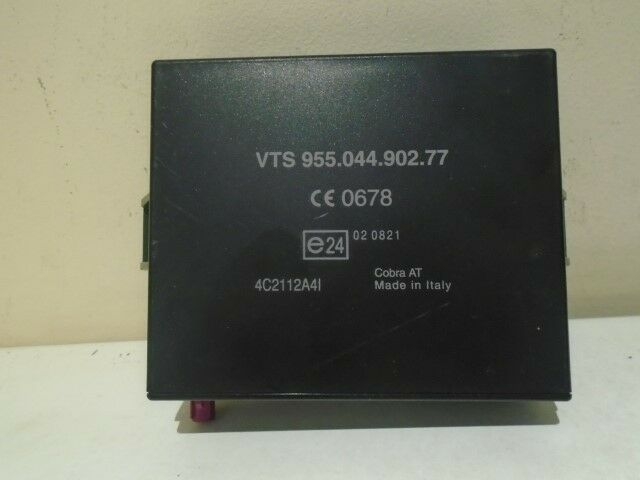 VTS 955.044.902.77
CE 0678
e24 02 0821
4C2112A4I Cobra AT
Made in Italy